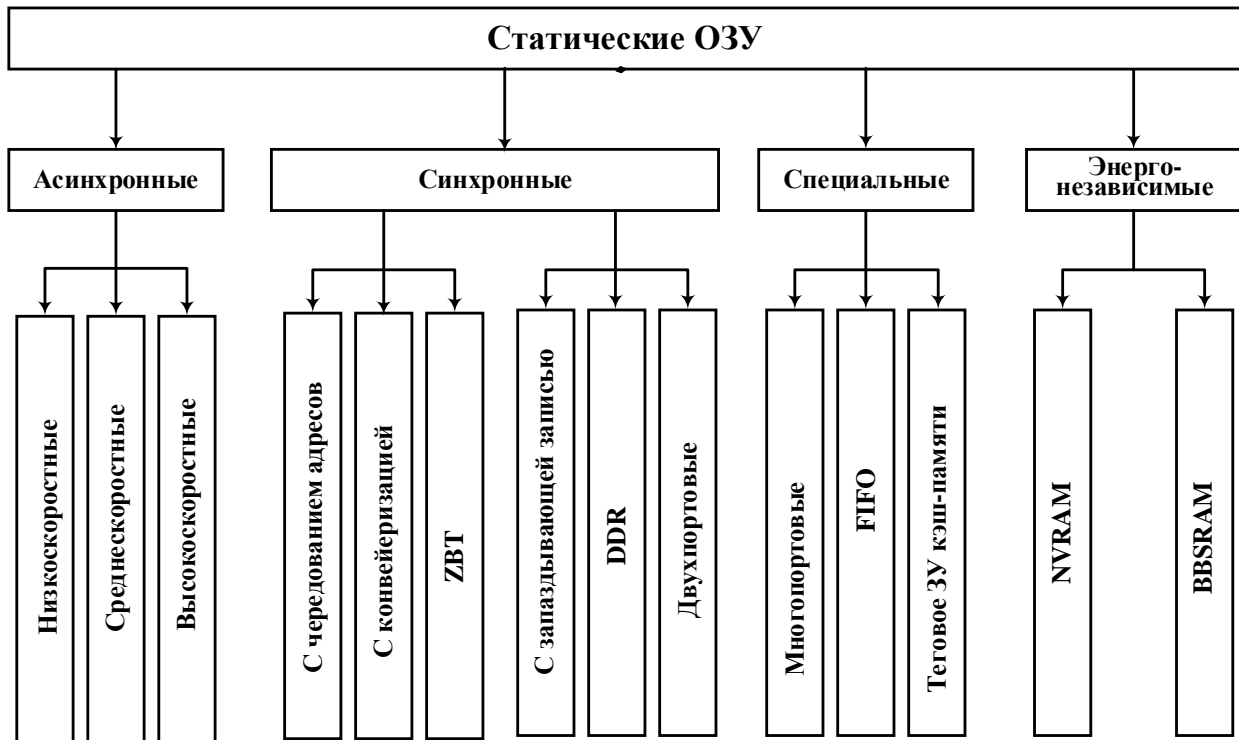 Статические ОЗУ
Асинхронные
Синхронные
Специальные
Энерго-
независимые
Низкоскоростные
Среднескоростные
Высокоскоростные
С чередованием адресов
С конвейеризацией
ZBT
С запаздывающей записью
DDR
Двухпортовые
Многопортовые
FIFO
Теговое ЗУ кэш-памяти
NVRAM
BBSRAM